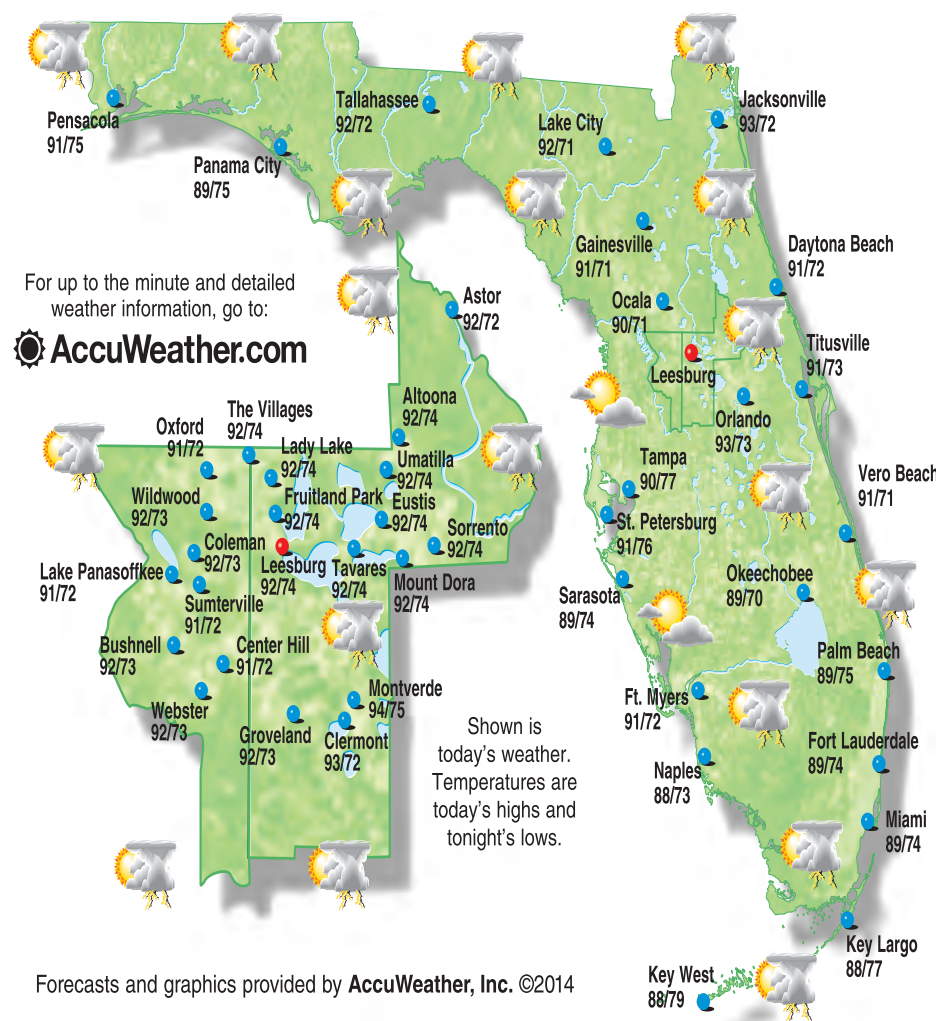 Pensacola
91/75
Panama City
89/75
Tallahassee
92/72
Lake City
92/71
Jacksonville
93/72
Gainesville
91/71
Daytona Beach
91/72
Ocala
90/71
Leesburg
Titusville
91/73
Orlando
93/73
Tampa
90/77
St. Petersburg
91/76
Vero Beach
91/71
Sarasota
89/74
Okeechobee
89/70
Palm Beach
89/75
Ft. Myers
91/72
Fort Lauderdale
89/74
Naples
88/73
Miami
89/74
Key Largo
88/77
Key West
88/79
For up to the minute and detailed
weather information, go to:
AccuWeather.com
Astor
92/72
Altoona
92/74
The Villages
92/74
Oxford
91/72
Lady Lake
92/74
Umatilla
92/74
Wildwood
92/73
Fruitland Park
92/74
Eustis
92/74
Coleman
92/73
Leesburg
92/74
Tavares
92/74
Sorrento
92/74
Mount Dora
92/74
Lake Panasoffkee
91/72
Sumterville
91/72
Bushnell
92/73
Center Hill
91/72
Webster
92/73
Groveland
92/73
Montverde
94/75
Clermont
93/72
Shown is
today's weather.
Temperatures are
today's highs and
tonight's lows.
Forecasts and graphics provided by AccuWeather, Inc. ©2014